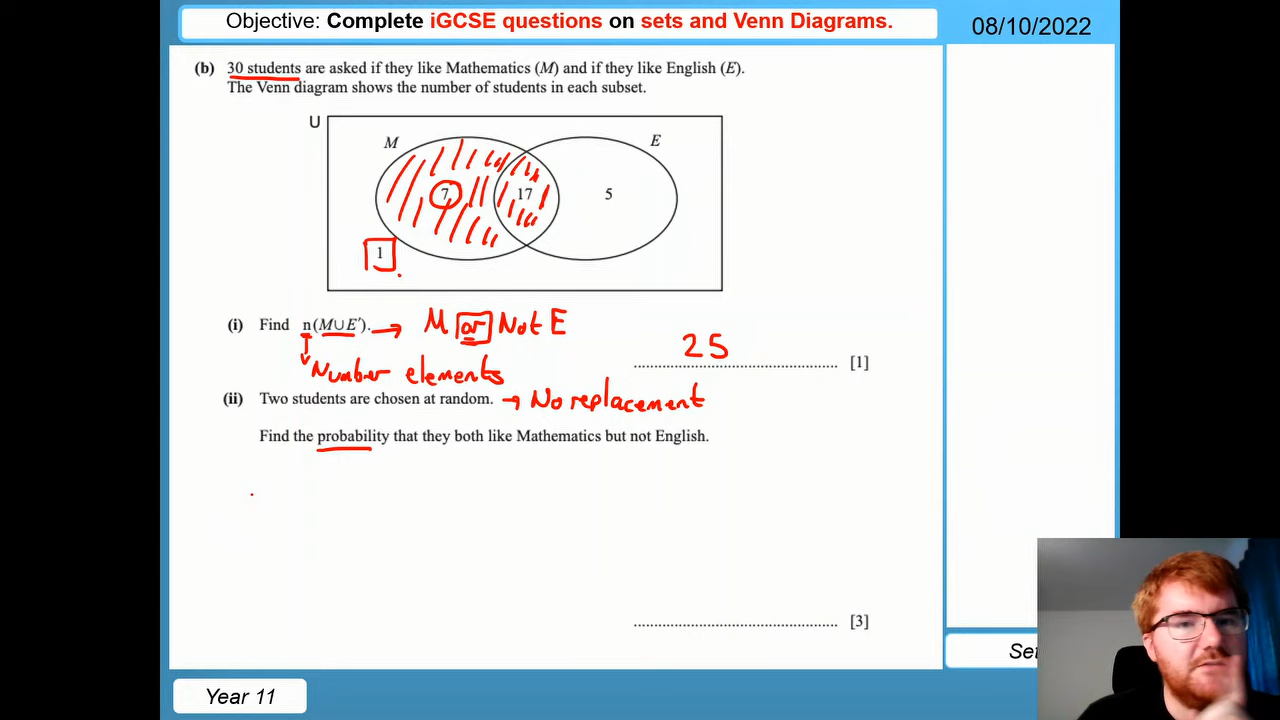 Objective: Complete iGCSE questions on sets and Venn Diagrams.
08/10/2022
(b) 30 students are asked if they like Mathematics (M) and if they like English (E).
The Venn diagram shows the number of students in each subset.
U
M
E
7
17
5
1
(i) Find n(M∪E′). → M or Not E
25
[1]
Number elements
(ii) Two students are chosen at random. → No replacement
Find the probability that they both like Mathematics but not English.
[3]
Year 11